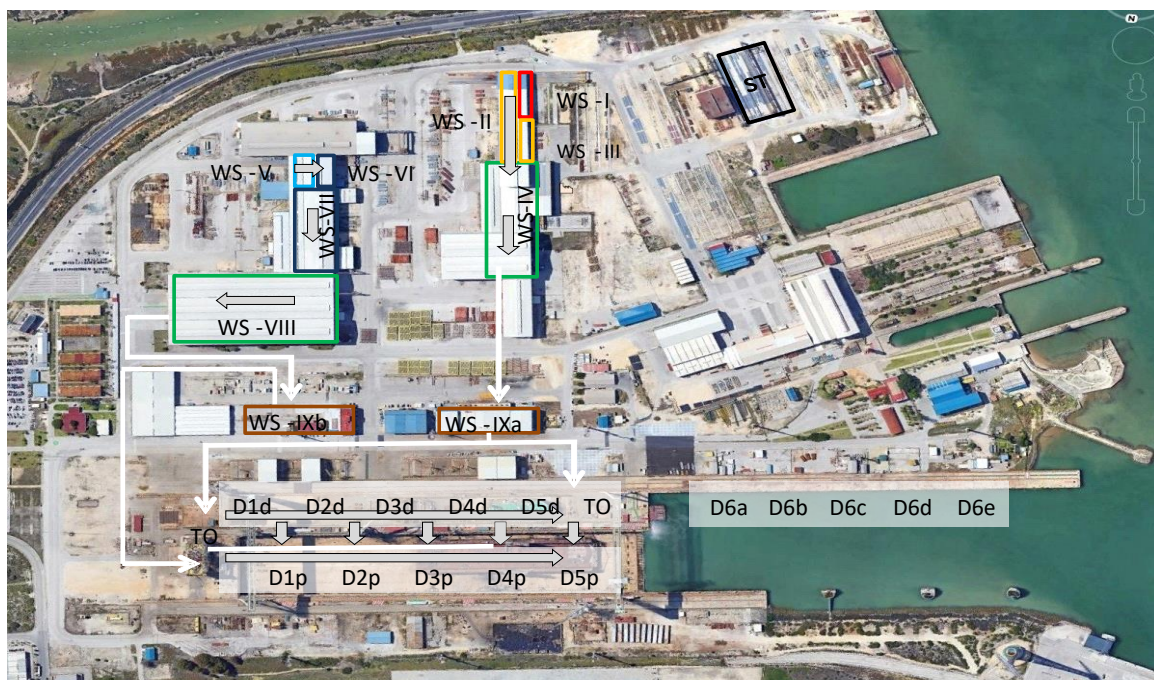 N
ST
WS -I
WS -II
WS -III
WS -V
WS -VI
WS-IV
WS-VII
WS -VIII
WS -IXb
WS -IXa
D1d
D2d
D3d
D4d
D5d
TO
D6a
D6b
D6c
D6d
D6e
TO
D1p
D2p
D3p
D4p
D5p